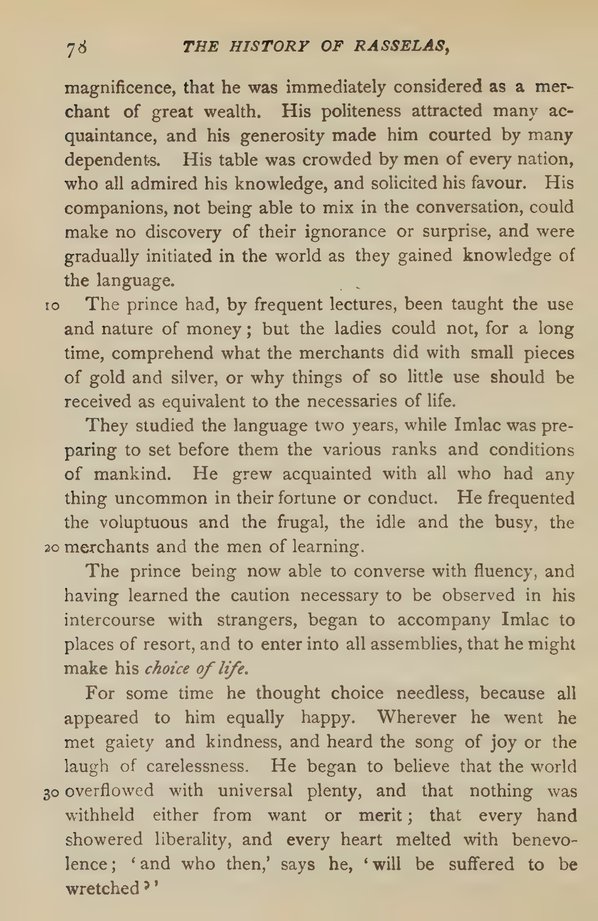 78 THE HISTORY OF RASSELAS,
magnificence, that he was immediately considered as a mer-
chant of great wealth. His politeness attracted many ac-
quaintance, and his generosity made him courted by many
dependents. His table was crowded by men of every nation,
who all admired his knowledge, and solicited his favour. His
companions, not being able to mix in the conversation, could
make no discovery of their ignorance or surprise, and were
gradually initiated in the world as they gained knowledge of
the language.
10 The prince had, by frequent lectures, been taught the use
and nature of money; but the ladies could not, for a long
time, comprehend what the merchants did with small pieces
of gold and silver, or why things of so little use should be
received as equivalent to the necessaries of life.
They studied the language two years, while Imlac was pre-
paring to set before them the various ranks and conditions
of mankind. He grew acquainted with all who had any
thing uncommon in their fortune or conduct. He frequented
the voluptuous and the frugal, the idle and the busy, the
20 merchants and the men of learning.
The prince being now able to converse with fluency, and
having learned the caution necessary to be observed in his
intercourse with strangers, began to accompany Imlac to
places of resort, and to enter into all assemblies, that he might
make his choice of life.
For some time he thought choice needless, because all
appeared to him equally happy. Wherever he went he
met gaiety and kindness, and heard the song of joy or the
laugh of carelessness. He began to believe that the world
30 overflowed with universal plenty, and that nothing was
withheld either from want or merit; that every hand
showered liberality, and every heart melted with benevo-
lence; ‘and who then,’ says he, ‘will be suffered to be
wretched?’